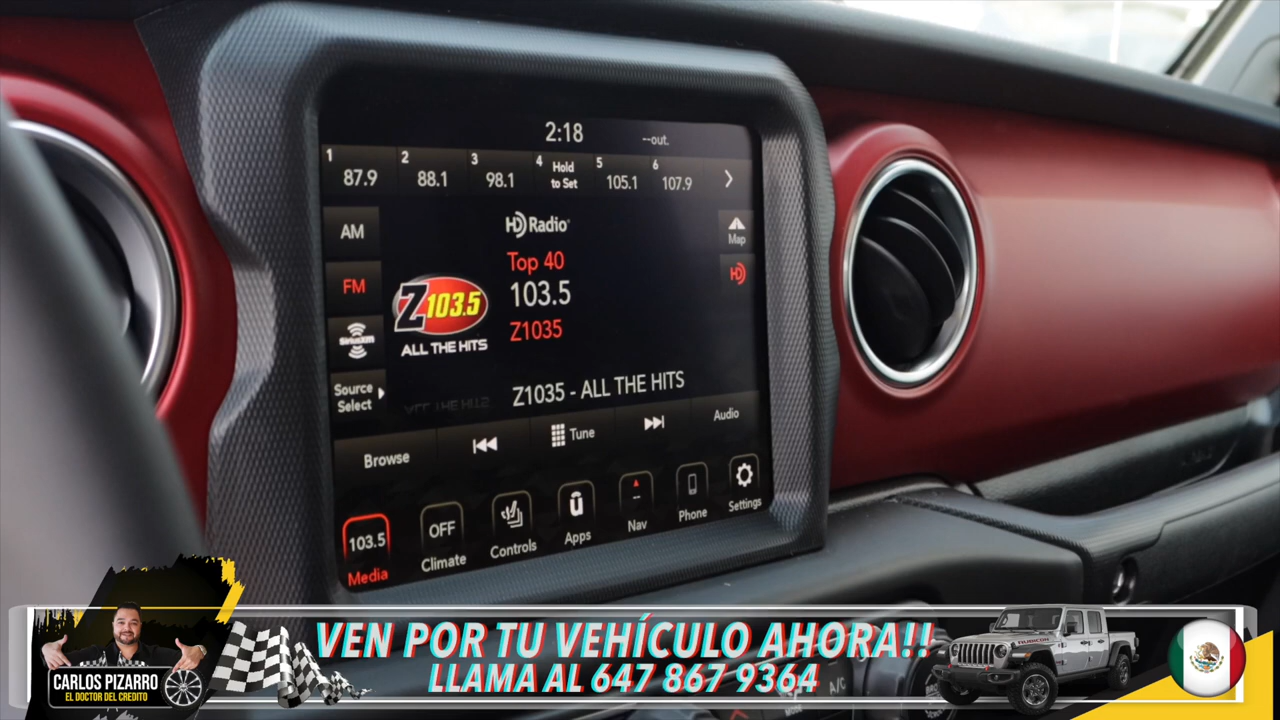 2:18
--out.
1 87.9
2 88.1
3 98.1
4 Hold to Set
5 105.1
6 107.9
AM
HD Radio
Map
Top 40
FM
103.5
HD
Z103.5
Z1035
ALL THE HITS
SiriusXM
Source
Select
Z1035 - ALL THE HITS
Browse
Tune
Audio
103.5
Media
OFF
Climate
Controls
ū
Apps
Nav
Phone
Settings
VEN POR TU VEHÍCULO AHORA!!
LLAMA AL 647 867 9364
CARLOS PIZARRO
EL DOCTOR DEL CREDITO
RUBICON
A/C